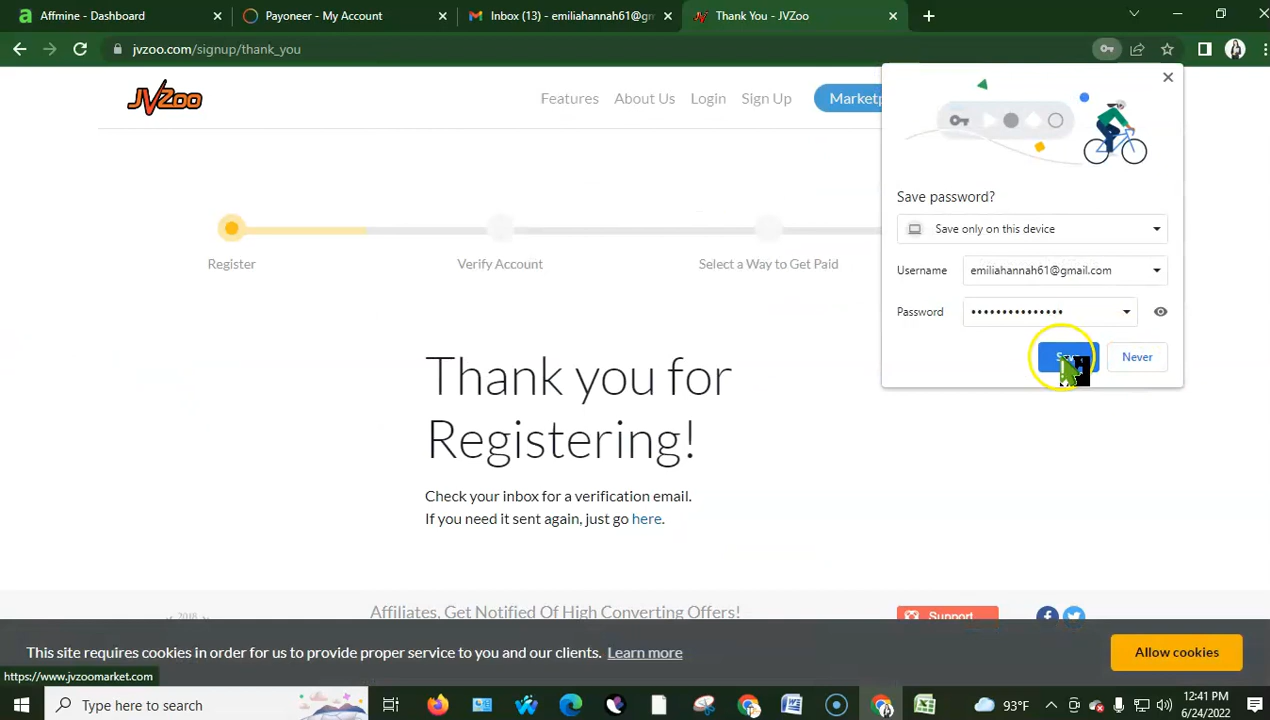 Affmine - Dashboard
Payoneer - My Account
Inbox (13) - emiliahannah61@gm
Thank You - JVZoo
jvzoo.com/signup/thank_you
JVZoo
Features
About Us
Login
Sign Up
Marketp
Save password?
Save only on this device
Username
emiliahannah61@gmail.com
Password
Never
Register
Verify Account
Select a Way to Get Paid
Thank you for
Registering!
Check your inbox for a verification email.
If you need it sent again, just go here.
2018
Affiliates, Get Notified Of High Converting Offers!
Support
This site requires cookies in order for us to provide proper service to you and our clients. Learn more
Allow cookies
https://www.jvzoomarket.com
Type here to search
93°F
12:41 PM
6/24/2022